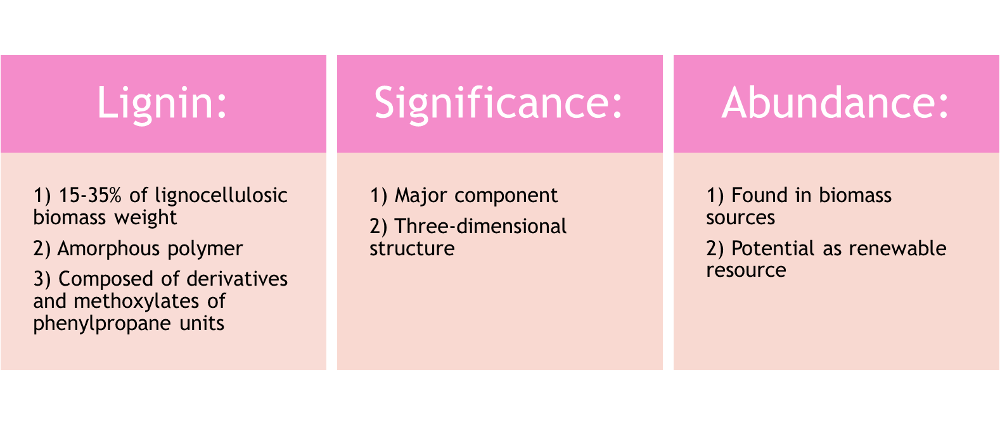 Lignin:
1) 15-35% of lignocellulosic
biomass weight
2) Amorphous polymer
3) Composed of derivatives
and methoxylates of
phenylpropane units
Significance:
1) Major component
2) Three-dimensional
structure
Abundance:
1) Found in biomass
sources
2) Potential as renewable
resource